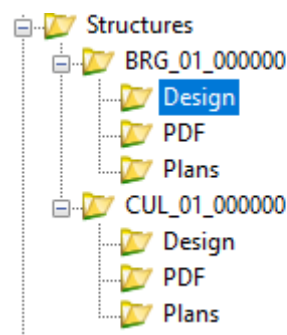 Structures
BRG_01_000000
Design
PDF
Plans
CUL_01_000000
Design
PDF
Plans